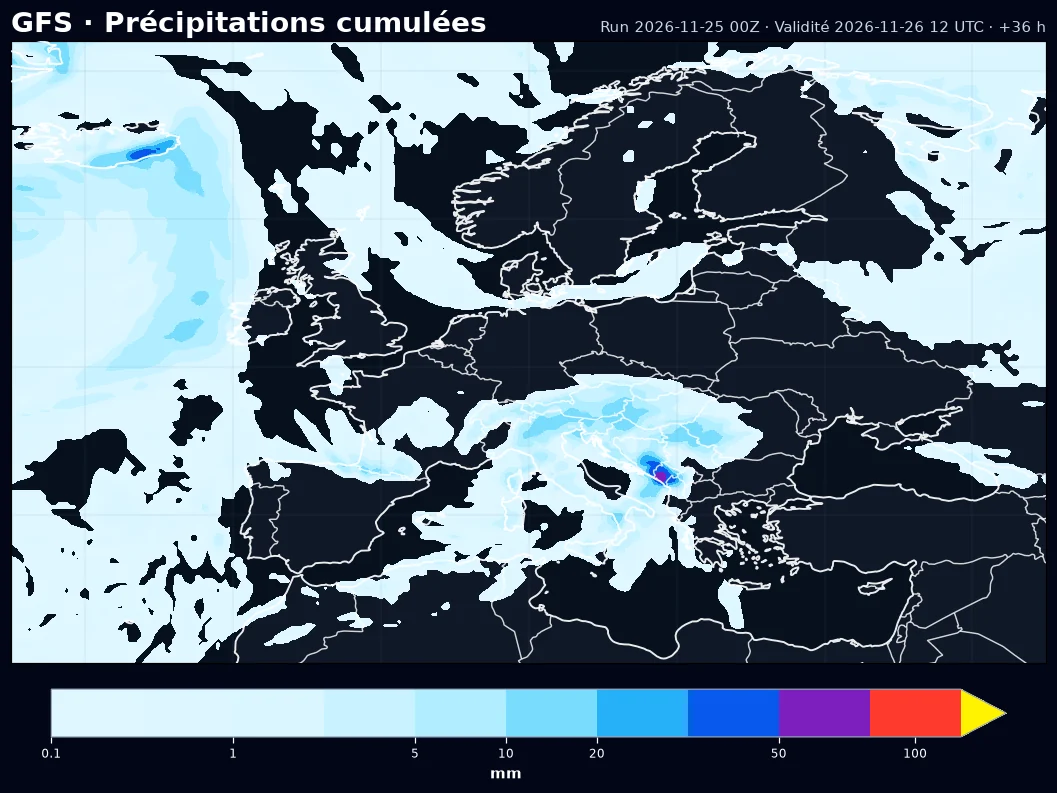 GFS · Précipitations cumulées
Run 2026-11-25 00Z · Validité 2026-11-26 12 UTC · +36 h
0.1 1 5 10 20 50 100
mm